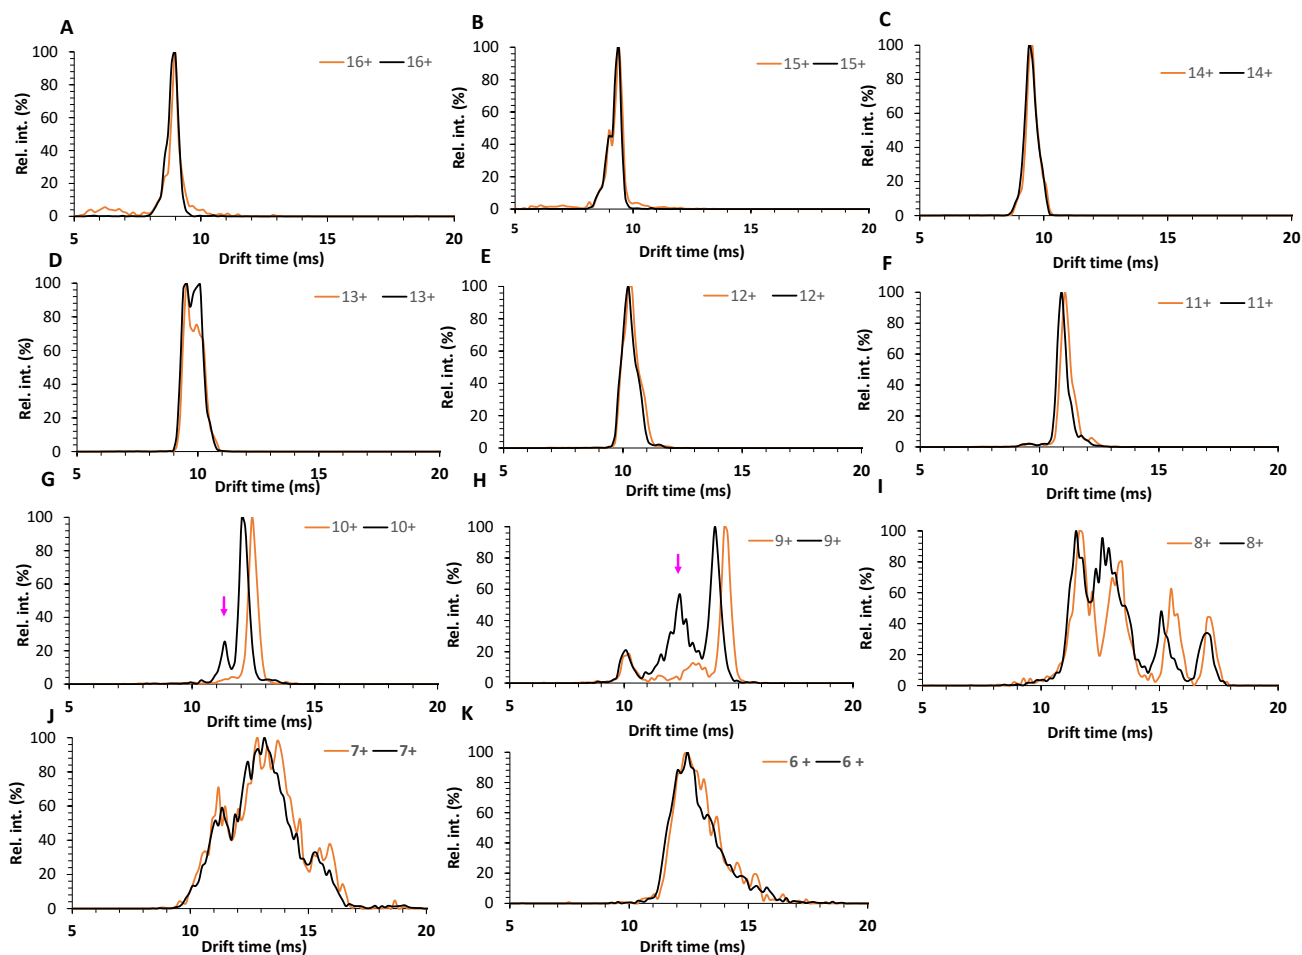 A
16+ 16+
Rel. int. (%)
100
80
60
40
20
0
5 10 15 20
Drift time (ms)
B
15+ 15+
Rel. int. (%)
100
80
60
40
20
0
5 10 15 20
Drift time (ms)
C
14+ 14+
Rel. int. (%)
100
80
60
40
20
0
5 10 15 20
Drift time (ms)
D
13+ 13+
Rel. int. (%)
100
80
60
40
20
0
5 10 15 20
Drift time (ms)
E
12+ 12+
Rel. int. (%)
100
80
60
40
20
0
5 10 15 20
Drift time (ms)
F
11+ 11+
Rel. int. (%)
100
80
60
40
20
0
5 10 15 20
Drift time (ms)
G
10+ 10+
Rel. int. (%)
100
80
60
40
20
0
5 10 15 20
Drift time (ms)
H
9+ 9+
Rel. int. (%)
100
80
60
40
20
0
5 10 15 20
Drift time (ms)
I
8+ 8+
Rel. int. (%)
100
80
60
40
20
0
5 10 15 20
Drift time (ms)
J
7+ 7+
Rel. int. (%)
100
80
60
40
20
0
5 10 15 20
Drift time (ms)
K
6 + 6 +
Rel. int. (%)
100
80
60
40
20
0
5 10 15 20
Drift time (ms)